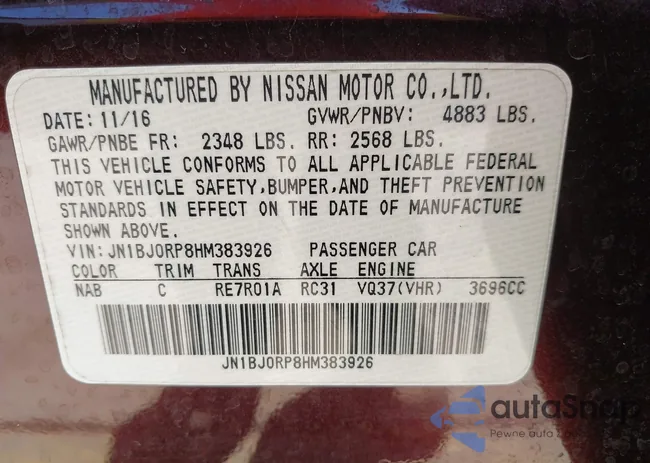 MANUFACTURED BY NISSAN MOTOR CO.,LTD.
DATE: 11/16 GVWR/PNBV: 4883 LBS.
GAWR/PNBE FR: 2348 LBS. RR: 2568 LBS.
THIS VEHICLE CONFORMS TO ALL APPLICABLE FEDERAL
MOTOR VEHICLE SAFETY,BUMPER,AND THEFT PREVENTION
STANDARDS IN EFFECT ON THE DATE OF MANUFACTURE
SHOWN ABOVE.
VIN: JN1BJ0RP8HM383926 PASSENGER CAR
COLOR TRIM TRANS AXLE ENGINE
NAB C RE7R01A RC31 VQ37(VHR) 3696CC
JN1BJ0RP8HM383926
autoSnap
Pewne auto